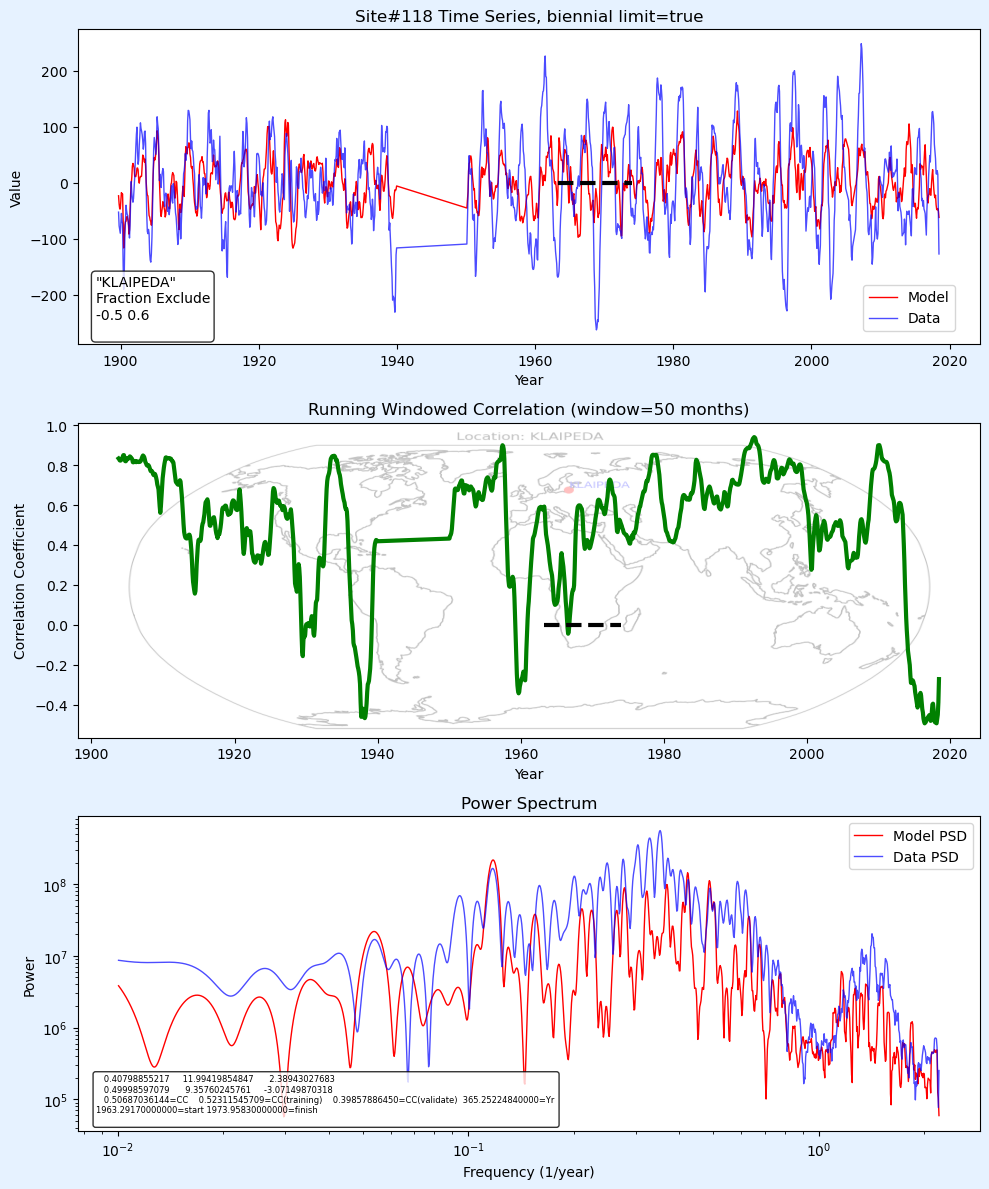 Site#118 Time Series, biennial limit=true
200
100
0
−100
−200
Value
"KLAIPEDA"
Fraction Exclude
-0.5 0.6
Model
Data
1900 1920 1940 1960 1980 2000 2020
Year
Running Windowed Correlation (window=50 months)
1.0
0.8
0.6
0.4
0.2
0.0
−0.2
−0.4
Correlation Coefficient
Location: KLAIPEDA
KLAIPEDA
1900 1920 1940 1960 1980 2000 2020
Year
Power Spectrum
10⁸
10⁷
10⁶
10⁵
Power
Model PSD
Data PSD
0.40798855217 11.99419854847 2.38943027683
0.49998597079 9.35760245761 -3.07149870318
0.50687036144=CC 0.52311545709=CC(training) 0.39857886450=CC(validate) 365.25224840000=Yr
1963.29170000000=start 1973.95830000000=finish
10⁻² 10⁻¹ 10⁰
Frequency (1/year)